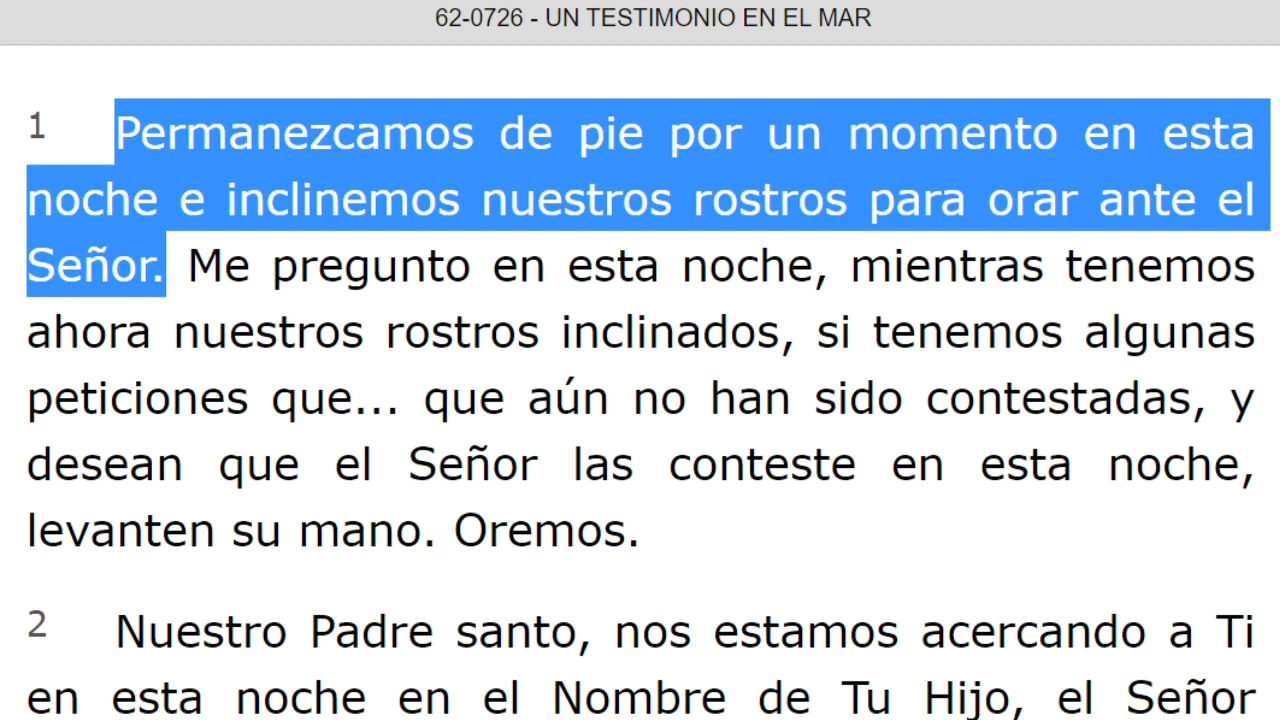 62-0726 - UN TESTIMONIO EN EL MAR
1 Permanezcamos de pie por un momento en esta
noche e inclinemos nuestros rostros para orar ante el
Señor. Me pregunto en esta noche, mientras tenemos
ahora nuestros rostros inclinados, si tenemos algunas
peticiones que... que aún no han sido contestadas, y
desean que el Señor las conteste en esta noche,
levanten su mano. Oremos.
2 Nuestro Padre santo, nos estamos acercando a Ti
en esta noche en el Nombre de Tu Hijo, el Señor